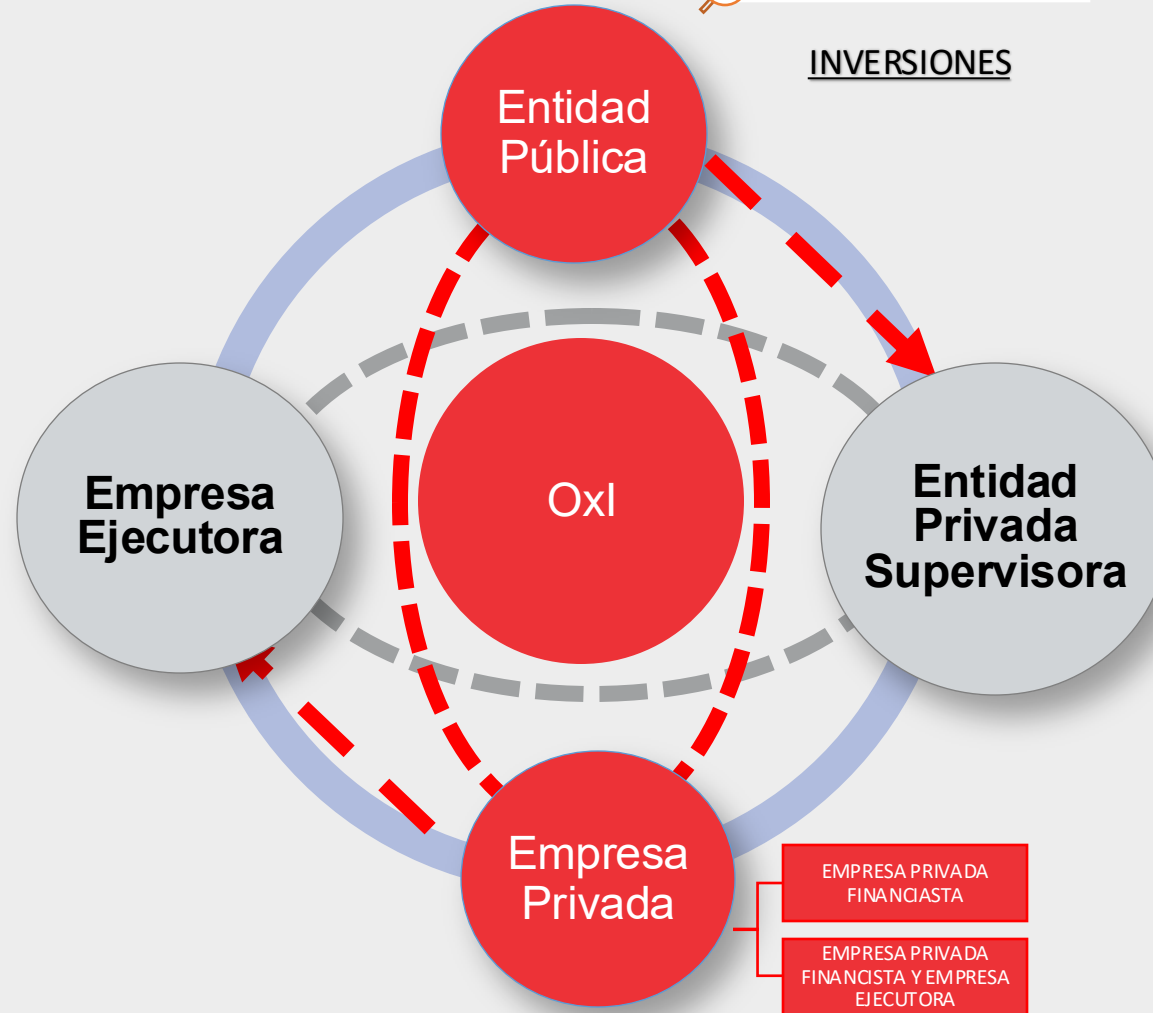 INVERSIONES
Entidad
Pública
Empresa
Ejecutora
OxI
Entidad
Privada
Supervisora
Empresa
Privada
EMPRESA PRIVADA
FINANCIASTA
EMPRESA PRIVADA
FINANCISTA Y EMPRESA
EJECUTORA